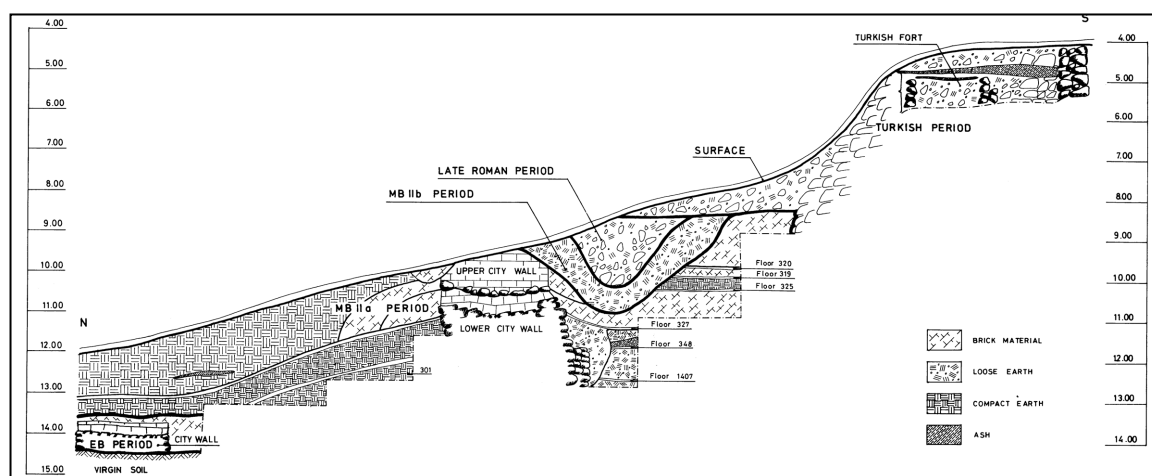 S
4.00
5.00
6.00
7.00
8.00
9.00
10.00
11.00
12.00
13.00
14.00
15.00
4.00
5.00
6.00
7.00
8.00
9.00
10.00
11.00
12.00
13.00
14.00
TURKISH FORT
TURKISH PERIOD
SURFACE
LATE ROMAN PERIOD
MB IIb PERIOD
UPPER CITY WALL
MB IIa PERIOD
LOWER CITY WALL
N
Floor 320
Floor 319
Floor 325
Floor 327
Floor 348
Floor 1407
301
CITY WALL
EB PERIOD
VIRGIN SOIL
BRICK MATERIAL
LOOSE EARTH
COMPACT EARTH
ASH